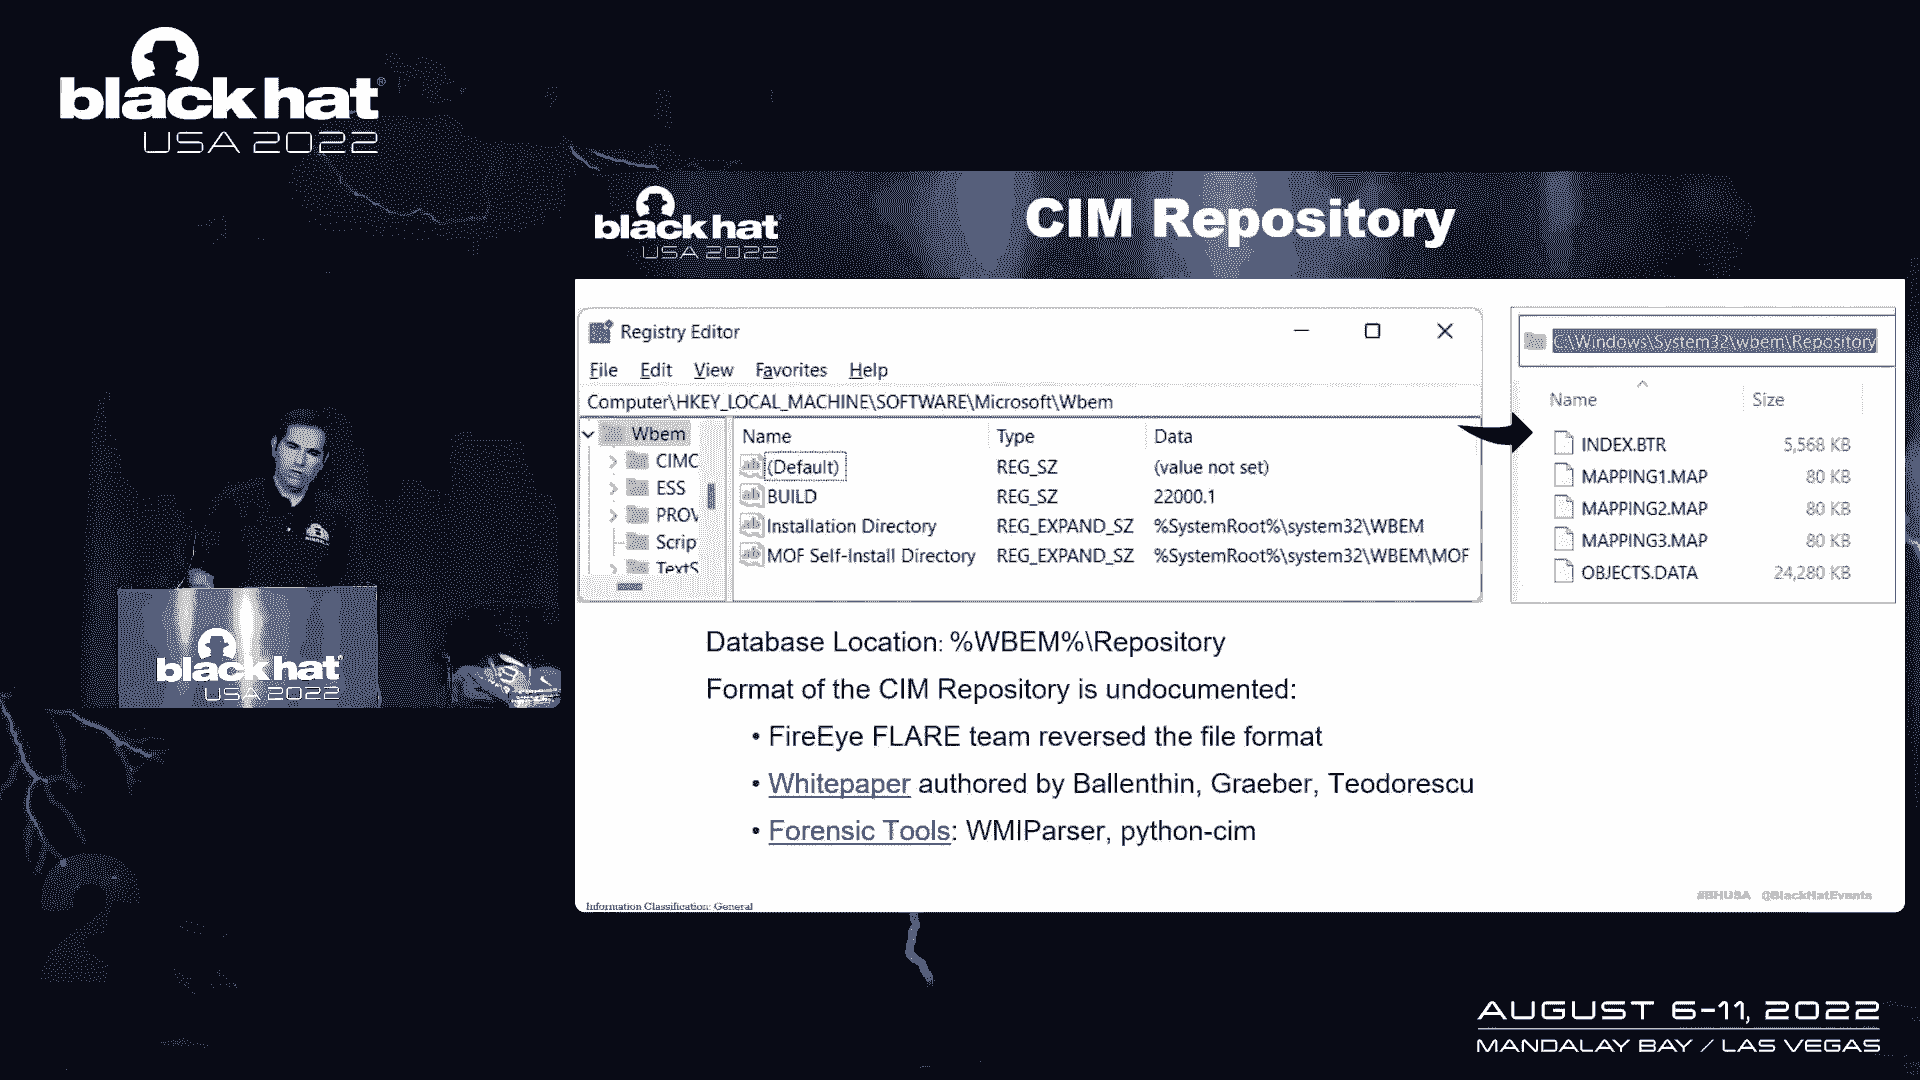 black hat®
USA 2022
black hat
USA 2022
CIM Repository
Registry Editor
File Edit View Favorites Help
Computer\HKEY_LOCAL_MACHINE\SOFTWARE\Microsoft\Wbem
Wbem
CIMC
ESS
PROV
Scrip
TextS
Name Type Data
(Default) REG_SZ (value not set)
BUILD REG_SZ 22000.1
Installation Directory REG_EXPAND_SZ %SystemRoot%\system32\WBEM
MOF Self-Install Directory REG_EXPAND_SZ %SystemRoot%\system32\WBEM\MOF
C:\Windows\System32\wbem\Repository
Name Size
INDEX.BTR 5,568 KB
MAPPING1.MAP 80 KB
MAPPING2.MAP 80 KB
MAPPING3.MAP 80 KB
OBJECTS.DATA 24,280 KB
Database Location: %WBEM%\Repository
Format of the CIM Repository is undocumented:
• FireEye FLARE team reversed the file format
• Whitepaper authored by Ballenthin, Graeber, Teodorescu
• Forensic Tools: WMIParser, python-cim
Information Classification: General
#BHUSA @BlackHatEvents
black hat®
USA 2022
AUGUST 6-11, 2022
MANDALAY BAY / LAS VEGAS